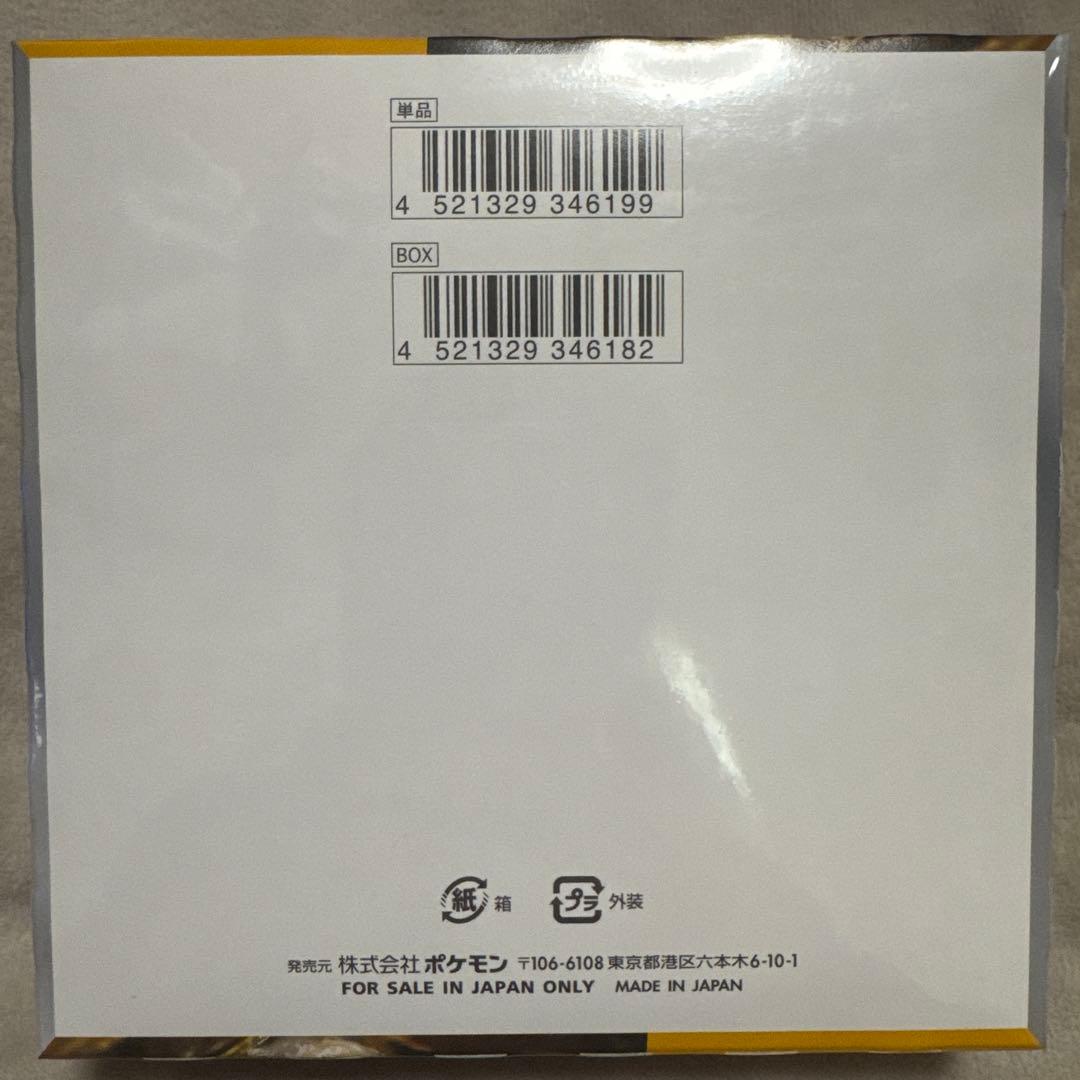 単品
4 521329 346199
BOX
4 521329 346182
紙 箱 プラ 外装
発売元 株式会社ポケモン 〒106-6108 東京都港区六本木6-10-1
FOR SALE IN JAPAN ONLY MADE IN JAPAN